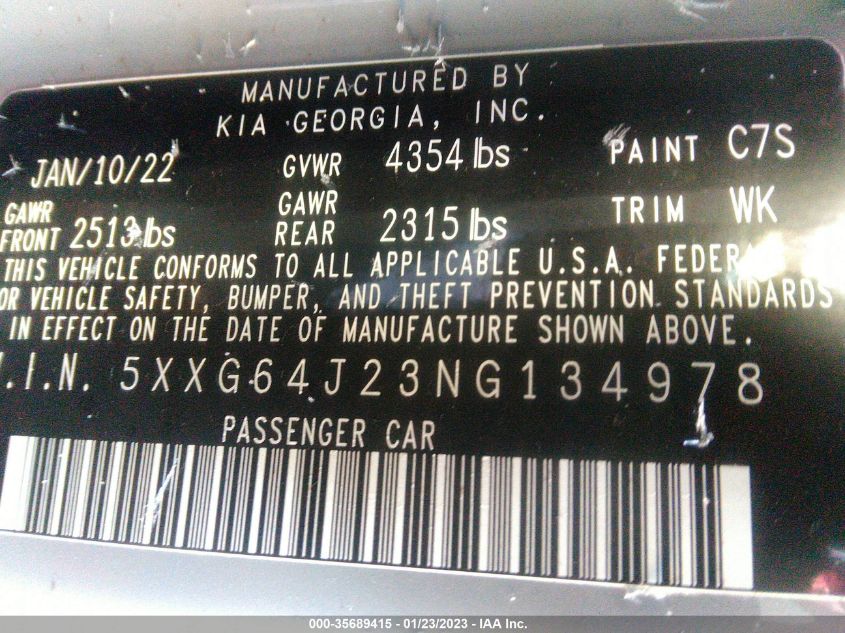 MANUFACTURED BY
KIA GEORGIA, INC.
JAN/10/22 GVWR 4354 lbs PAINT C7S
GAWR FRONT 2513 lbs GAWR REAR 2315 lbs TRIM WK
THIS VEHICLE CONFORMS TO ALL APPLICABLE U.S.A. FEDERA
OR VEHICLE SAFETY, BUMPER, AND THEFT PREVENTION STANDARDS
IN EFFECT ON THE DATE OF MANUFACTURE SHOWN ABOVE.
.I.N. 5XXG64J23NG134978
PASSENGER CAR
000-35689415 - 01/23/2023 - IAA Inc.